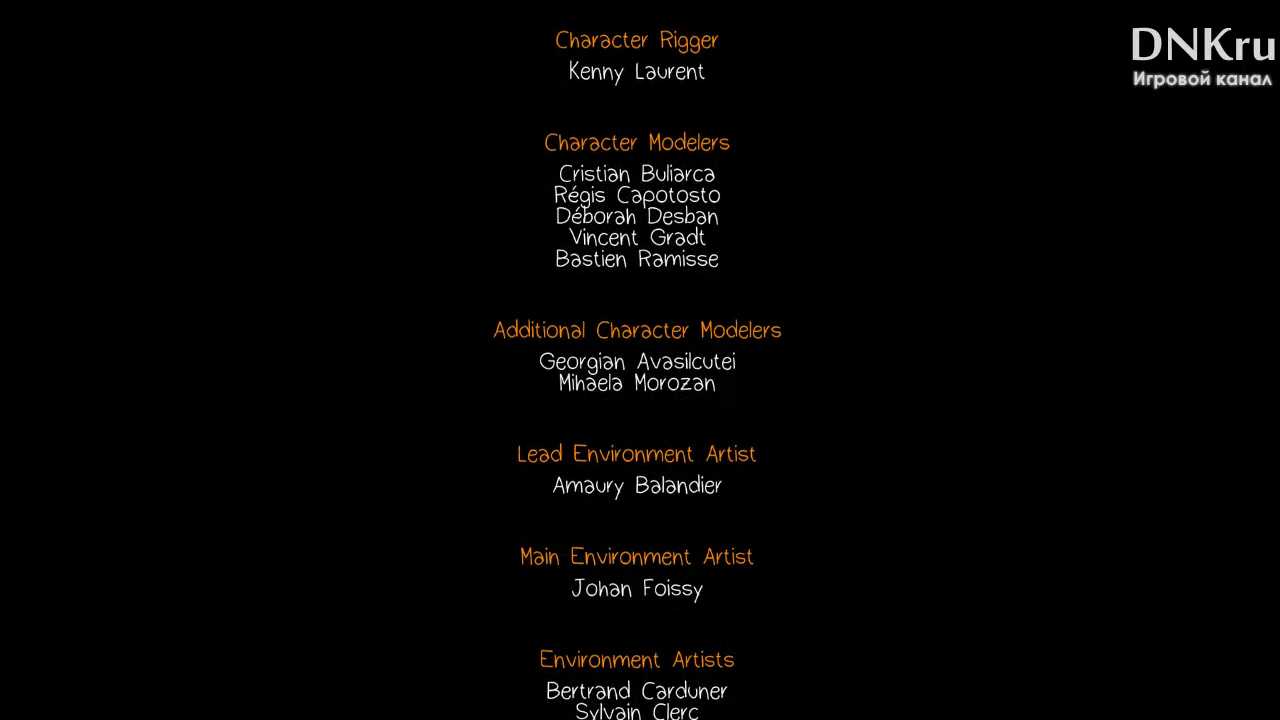 Character Rigger
Kenny Laurent
Character Modelers
Cristian Buliarca
Régis Capotosto
Déborah Desban
Vincent Gradt
Bastien Ramisse
Additional Character Modelers
Georgian Avasilcutei
Mihaela Morozan
Lead Environment Artist
Amaury Balandier
Main Environment Artist
Johan Foissy
Environment Artists
Bertrand Carduner
Sylvain Clerc
DNKru
Игровой канал